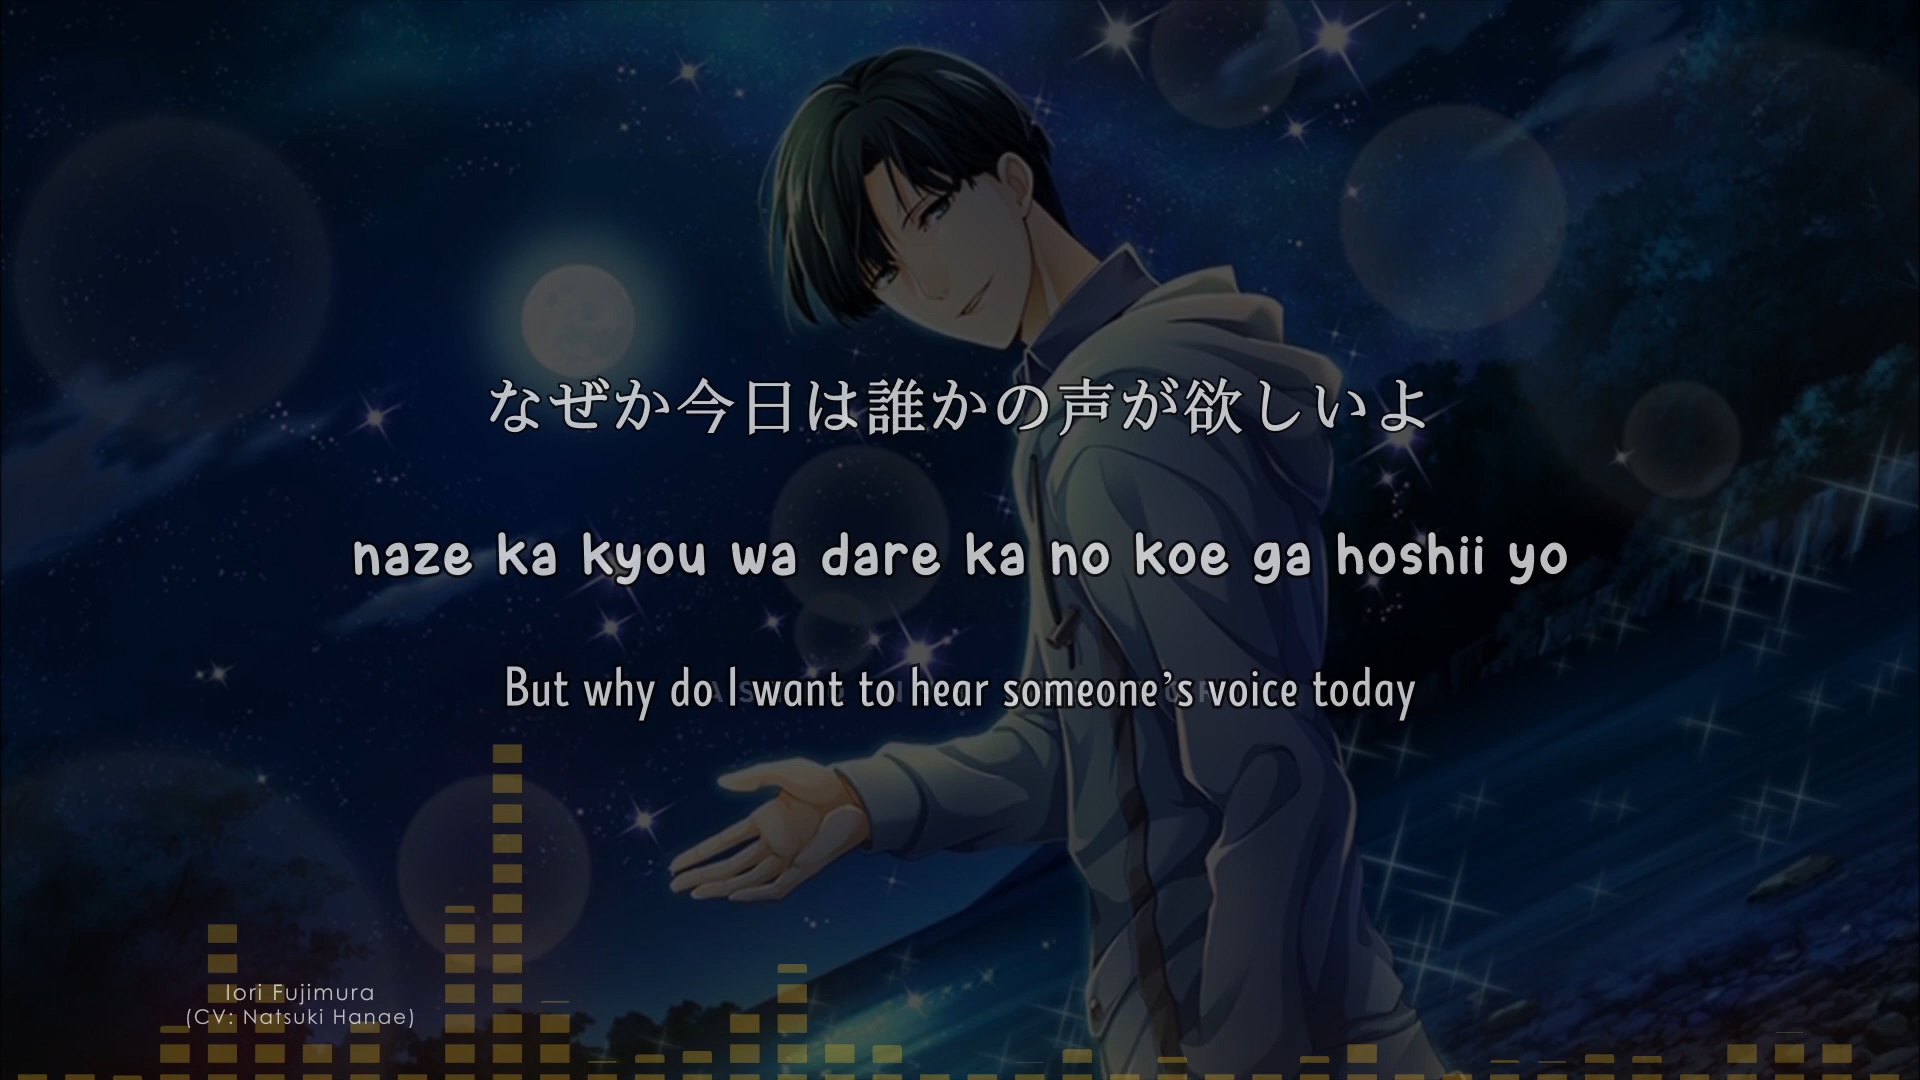 なぜか今日は誰かの声が欲しいよ
naze ka kyou wa dare ka no koe ga hoshii yo
But why do I want to hear someone’s voice today
Iori Fujimura
(CV: Natsuki Hanae)